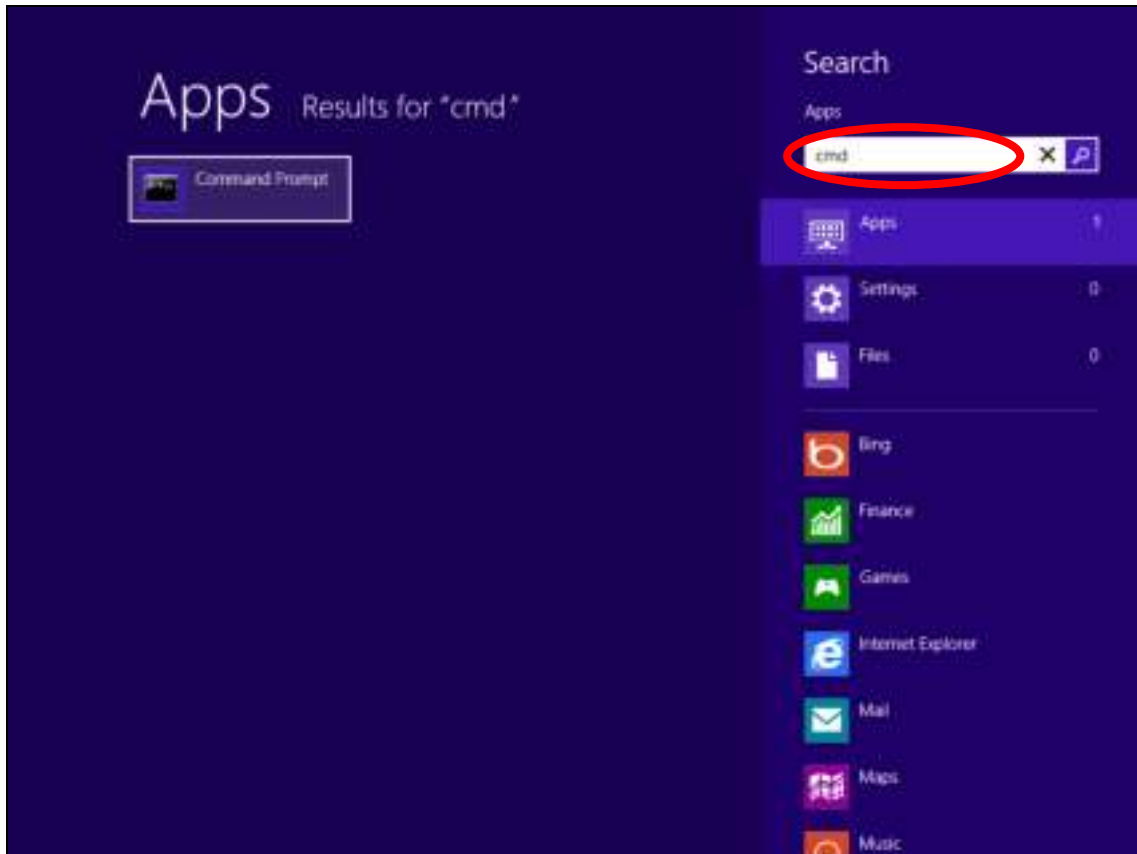 Apps Results for "cmd"
Command Prompt
Search
Apps
cmd
Apps 1
Settings 0
Files 0
Bing
Finance
Games
Internet Explorer
Mail
Maps
Music